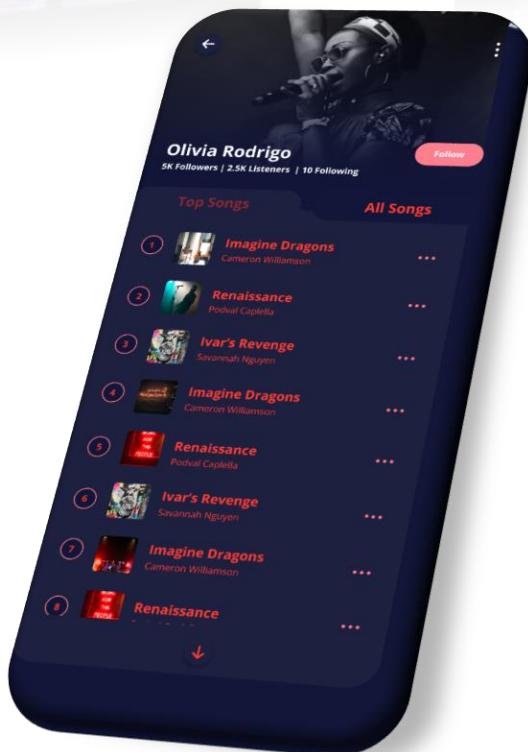 Olivia Rodrigo
5K Followers | 2.5K Listeners | 10 Following
Follow
Top Songs
All Songs
1
Imagine Dragons
Cameron Williamson
2
Renaissance
Podval Caplella
3
Ivar's Revenge
Savannah Nguyen
4
Imagine Dragons
Cameron Williamson
5
Renaissance
Podval Caplella
6
Ivar's Revenge
Savannah Nguyen
7
Imagine Dragons
Cameron Williamson
8
Renaissance